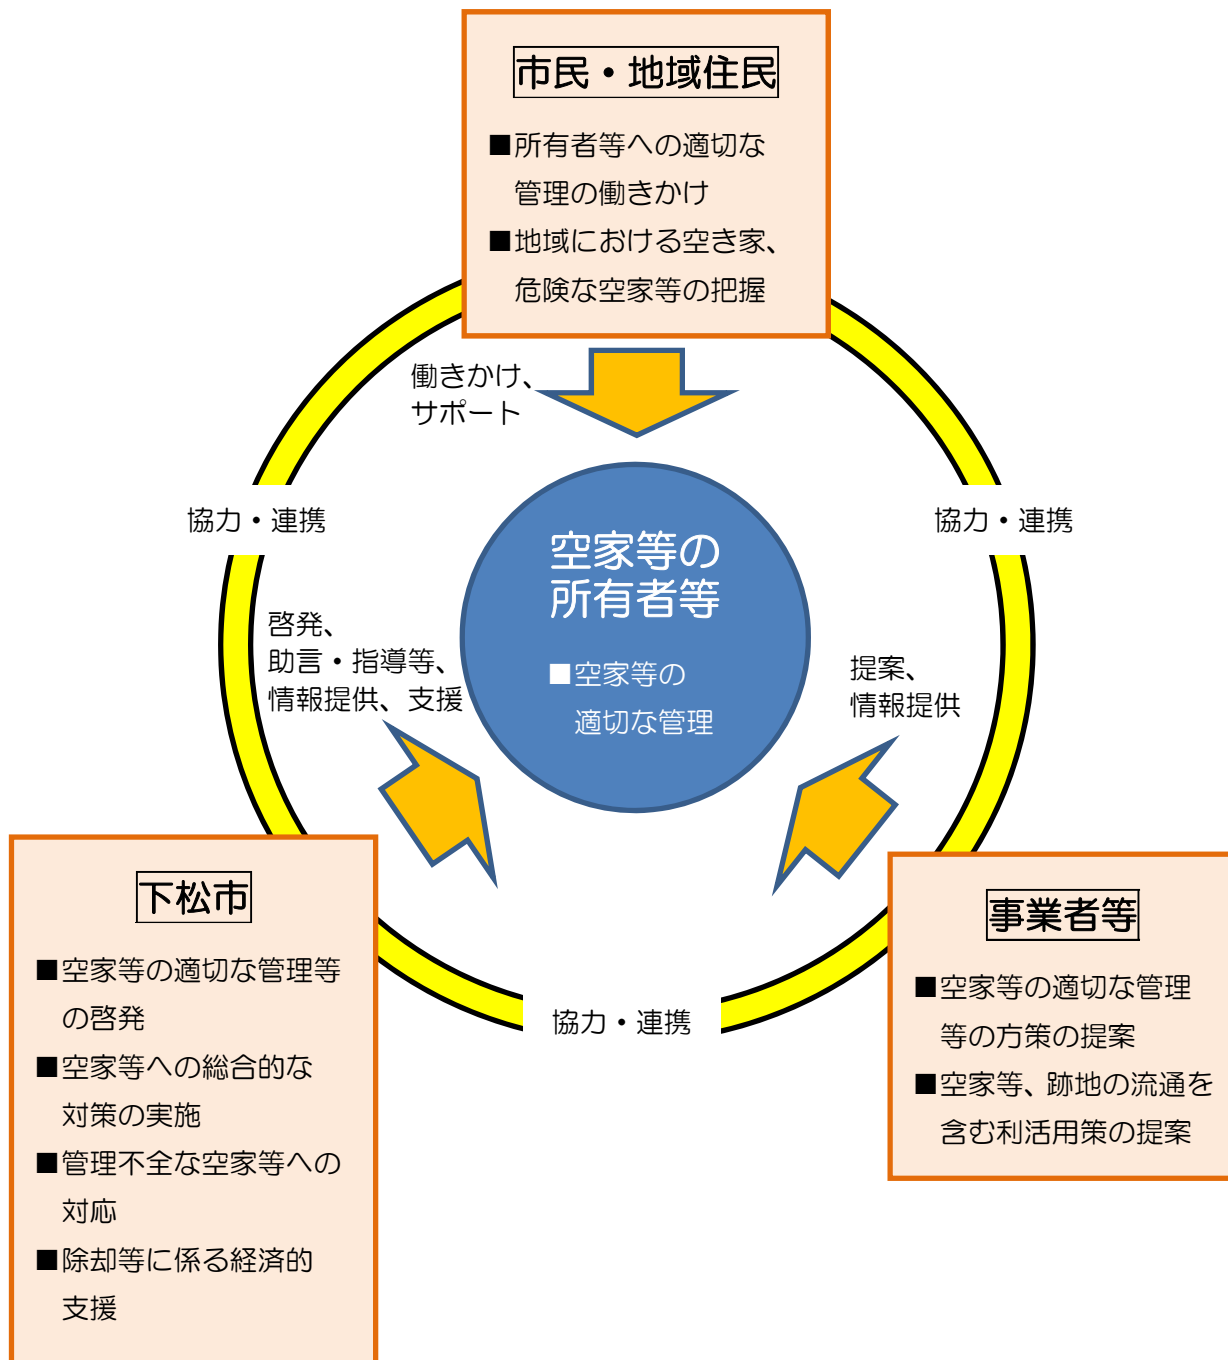 市民・地域住民
■所有者等への適切な
管理の働きかけ
■地域における空き家、
危険な空家等の把握
働きかけ、
サポート
協力・連携
協力・連携
空家等の
所有者等
■空家等の
適切な管理
啓発、
助言・指導等、
情報提供、支援
提案、
情報提供
下松市
■空家等の適切な管理等
の啓発
■空家等への総合的な
対策の実施
■管理不全な空家等への
対応
■除却等に係る経済的
支援
協力・連携
事業者等
■空家等の適切な管理
等の方策の提案
■空家等、跡地の流通を
含む利活用策の提案